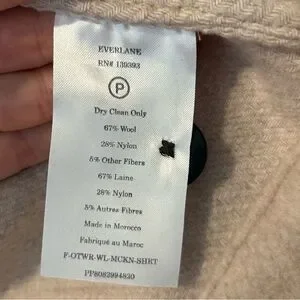 EVERLANE
RN# 139393
P
Dry Clean Only
67% Wool
28% Nylon
5% Other Fibers
67% Laine
28% Nylon
5% Autres Fibres
Made in Morocco
Fabriqué au Maroc
F-OTWR-WL-MCKN-SHRT
PP8082994820